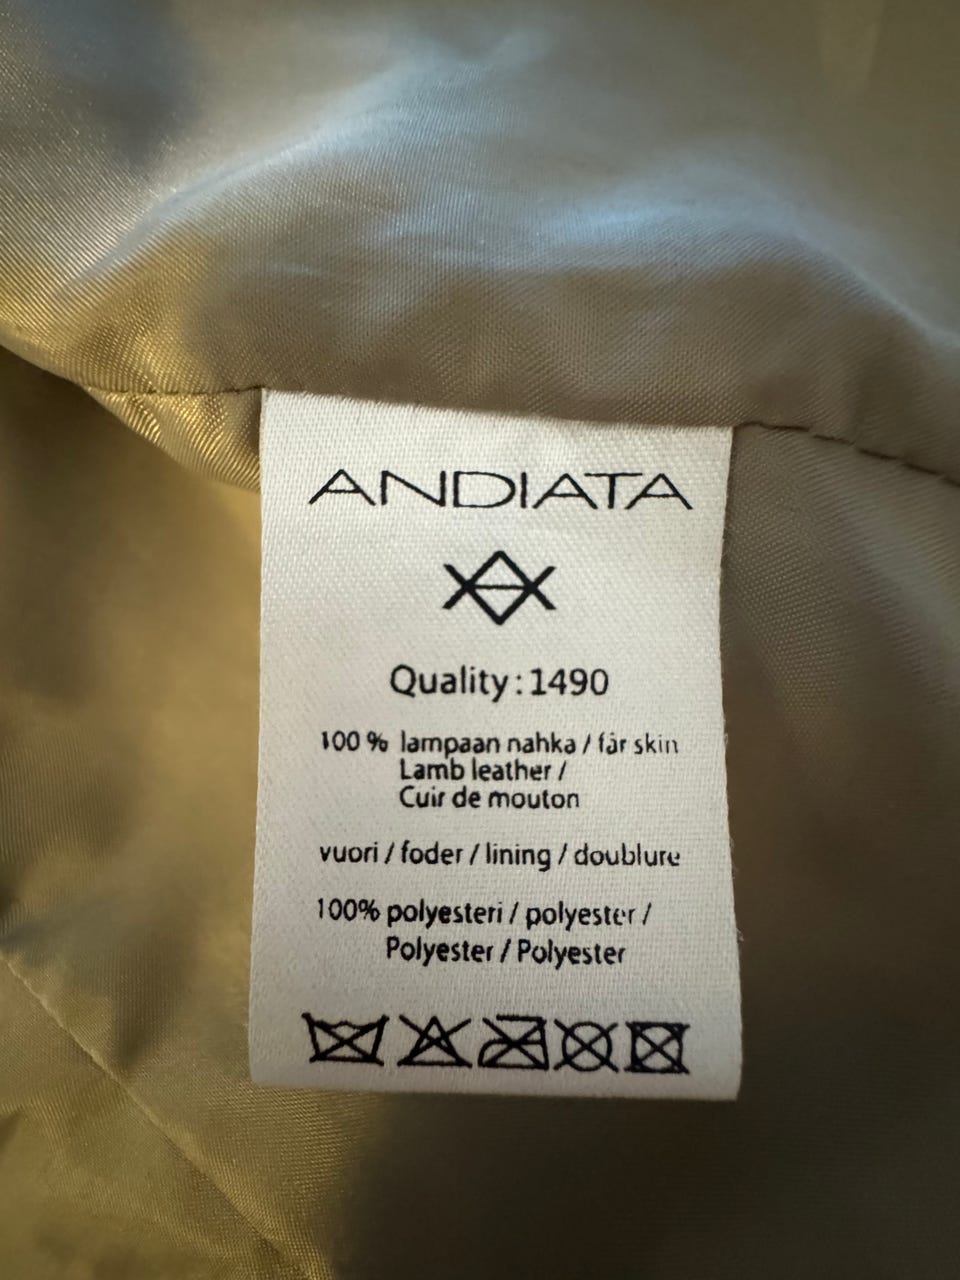 ANDIATA
Quality: 1490
100 % lampaan nahka / får skin
Lamb leather /
Cuir de mouton
vuori / foder / lining / doublure
100% polyesteri / polyester /
Polyester / Polyester